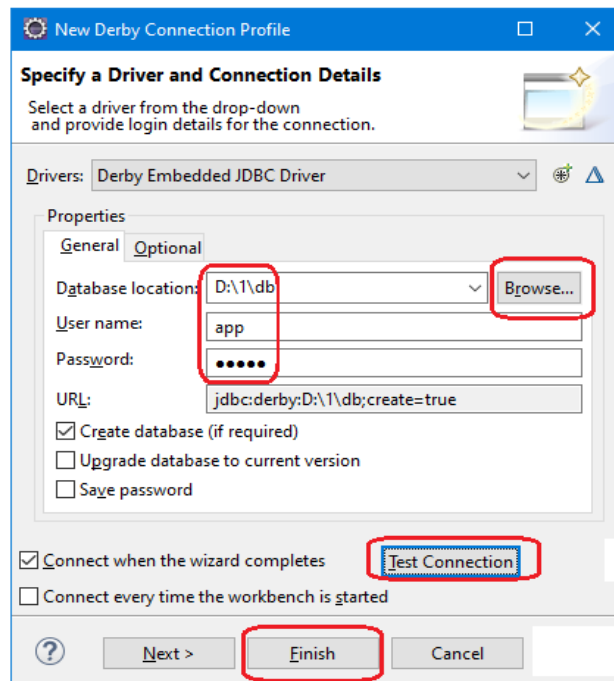 New Derby Connection Profile
Specify a Driver and Connection Details
Select a driver from the drop-down
and provide login details for the connection.
Drivers: Derby Embedded JDBC Driver
Properties
General Optional
Database location: D:\1\db Browse...
User name: app
Password: •••••
URL: jdbc:derby:D:\1\db;create=true
Create database (if required)
Upgrade database to current version
Save password
Connect when the wizard completes Test Connection
Connect every time the workbench is started
? Next > Finish Cancel